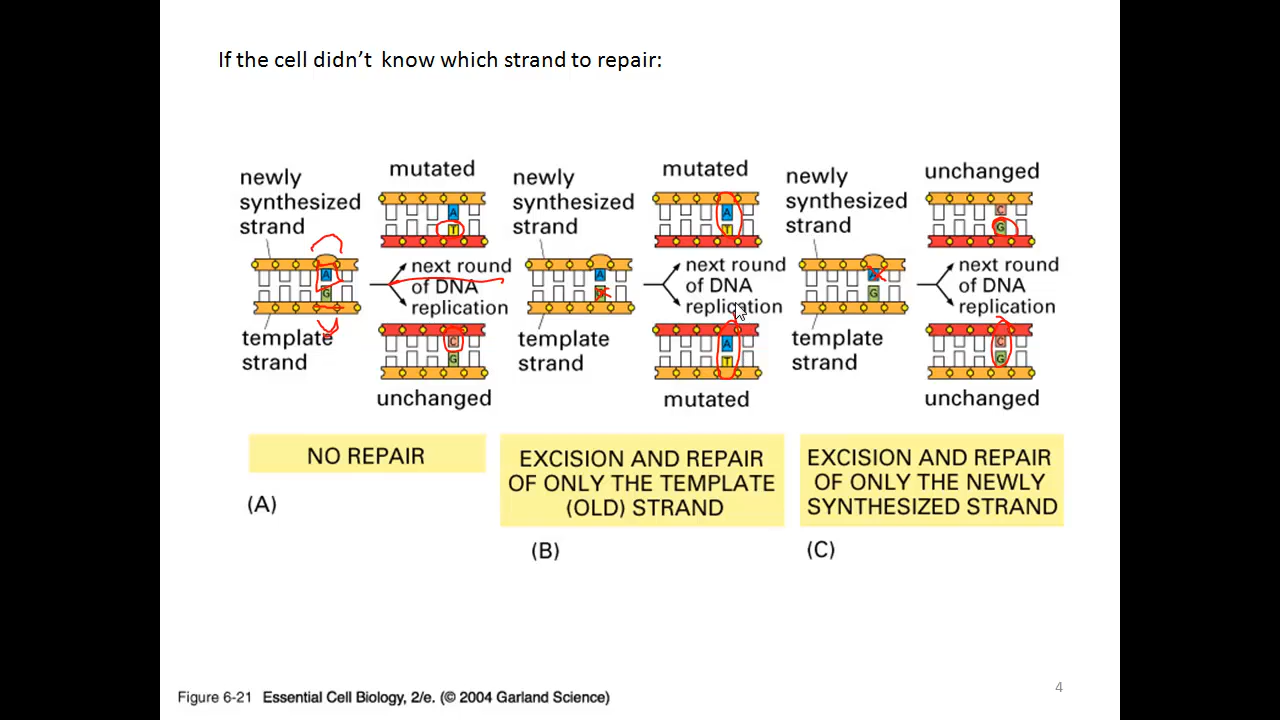 If the cell didn't know which strand to repair:
newly
synthesized
strand
mutated
A
T
A
G
next round
of DNA
replication
template
strand
C
G
unchanged
NO REPAIR
(A)
newly
synthesized
strand
mutated
A
T
A
G
next round
of DNA
replication
template
strand
A
T
mutated
EXCISION AND REPAIR
OF ONLY THE TEMPLATE
(OLD) STRAND
(B)
newly
synthesized
strand
unchanged
C
G
A
G
next round
of DNA
replication
template
strand
C
G
unchanged
EXCISION AND REPAIR
OF ONLY THE NEWLY
SYNTHESIZED STRAND
(C)
Figure 6-21 Essential Cell Biology, 2/e. (© 2004 Garland Science)
4